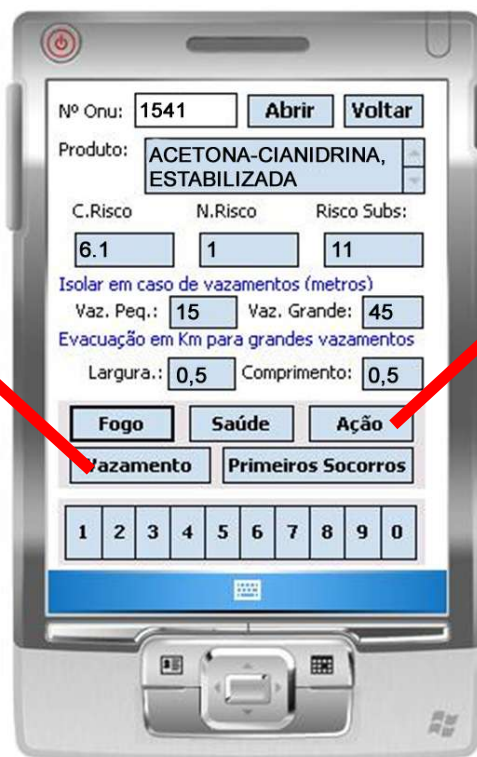 Nº Onu: 1541 Abrir Voltar
Produto: ACETONA-CIANIDRINA,
ESTABILIZADA
C.Risco N.Risco Risco Subs:
6.1 1 11
Isolar em caso de vazamentos (metros)
Vaz. Peq.: 15 Vaz. Grande: 45
Evacuação em Km para grandes vazamentos
Largura.: 0,5 Comprimento: 0,5
Fogo Saúde Ação
Vazamento Primeiros Socorros
1 2 3 4 5 6 7 8 9 0